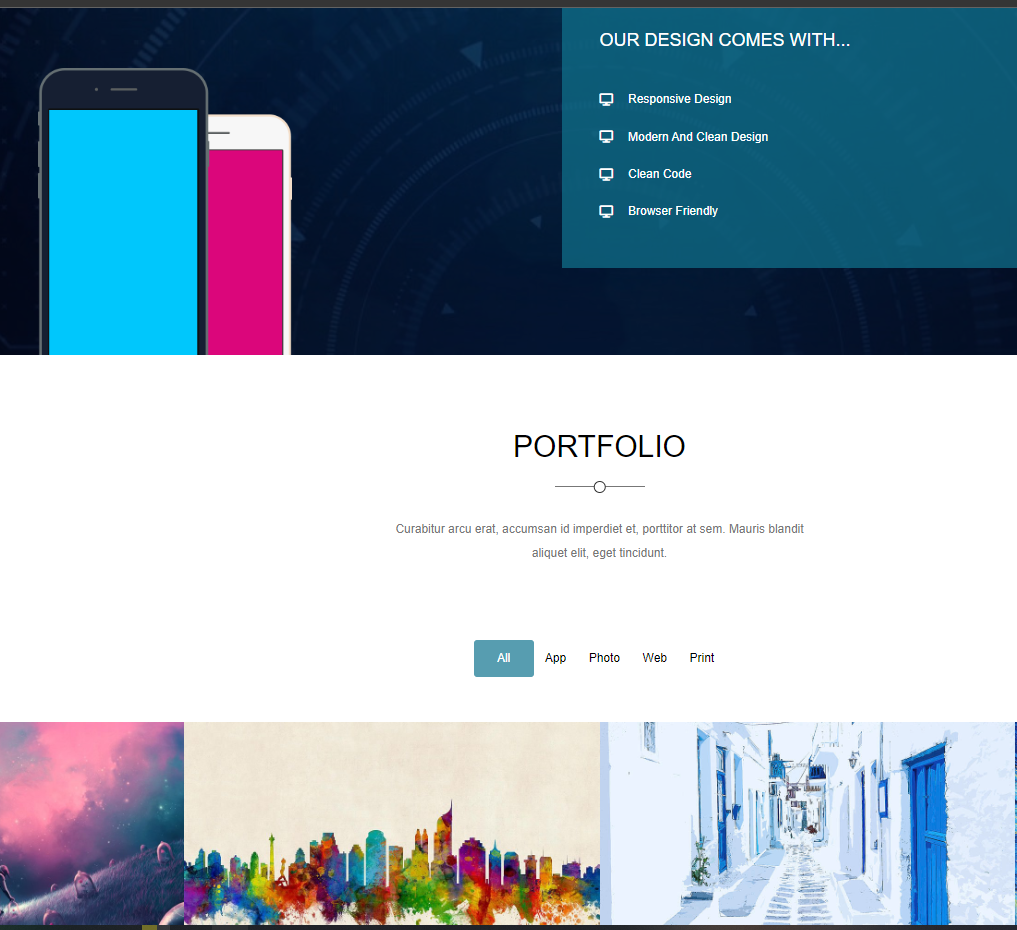 OUR DESIGN COMES WITH...
Responsive Design
Modern And Clean Design
Clean Code
Browser Friendly
PORTFOLIO
Curabitur arcu erat, accumsan id imperdiet et, porttitor at sem. Mauris blandit
aliquet elit, eget tincidunt.
All App Photo Web Print